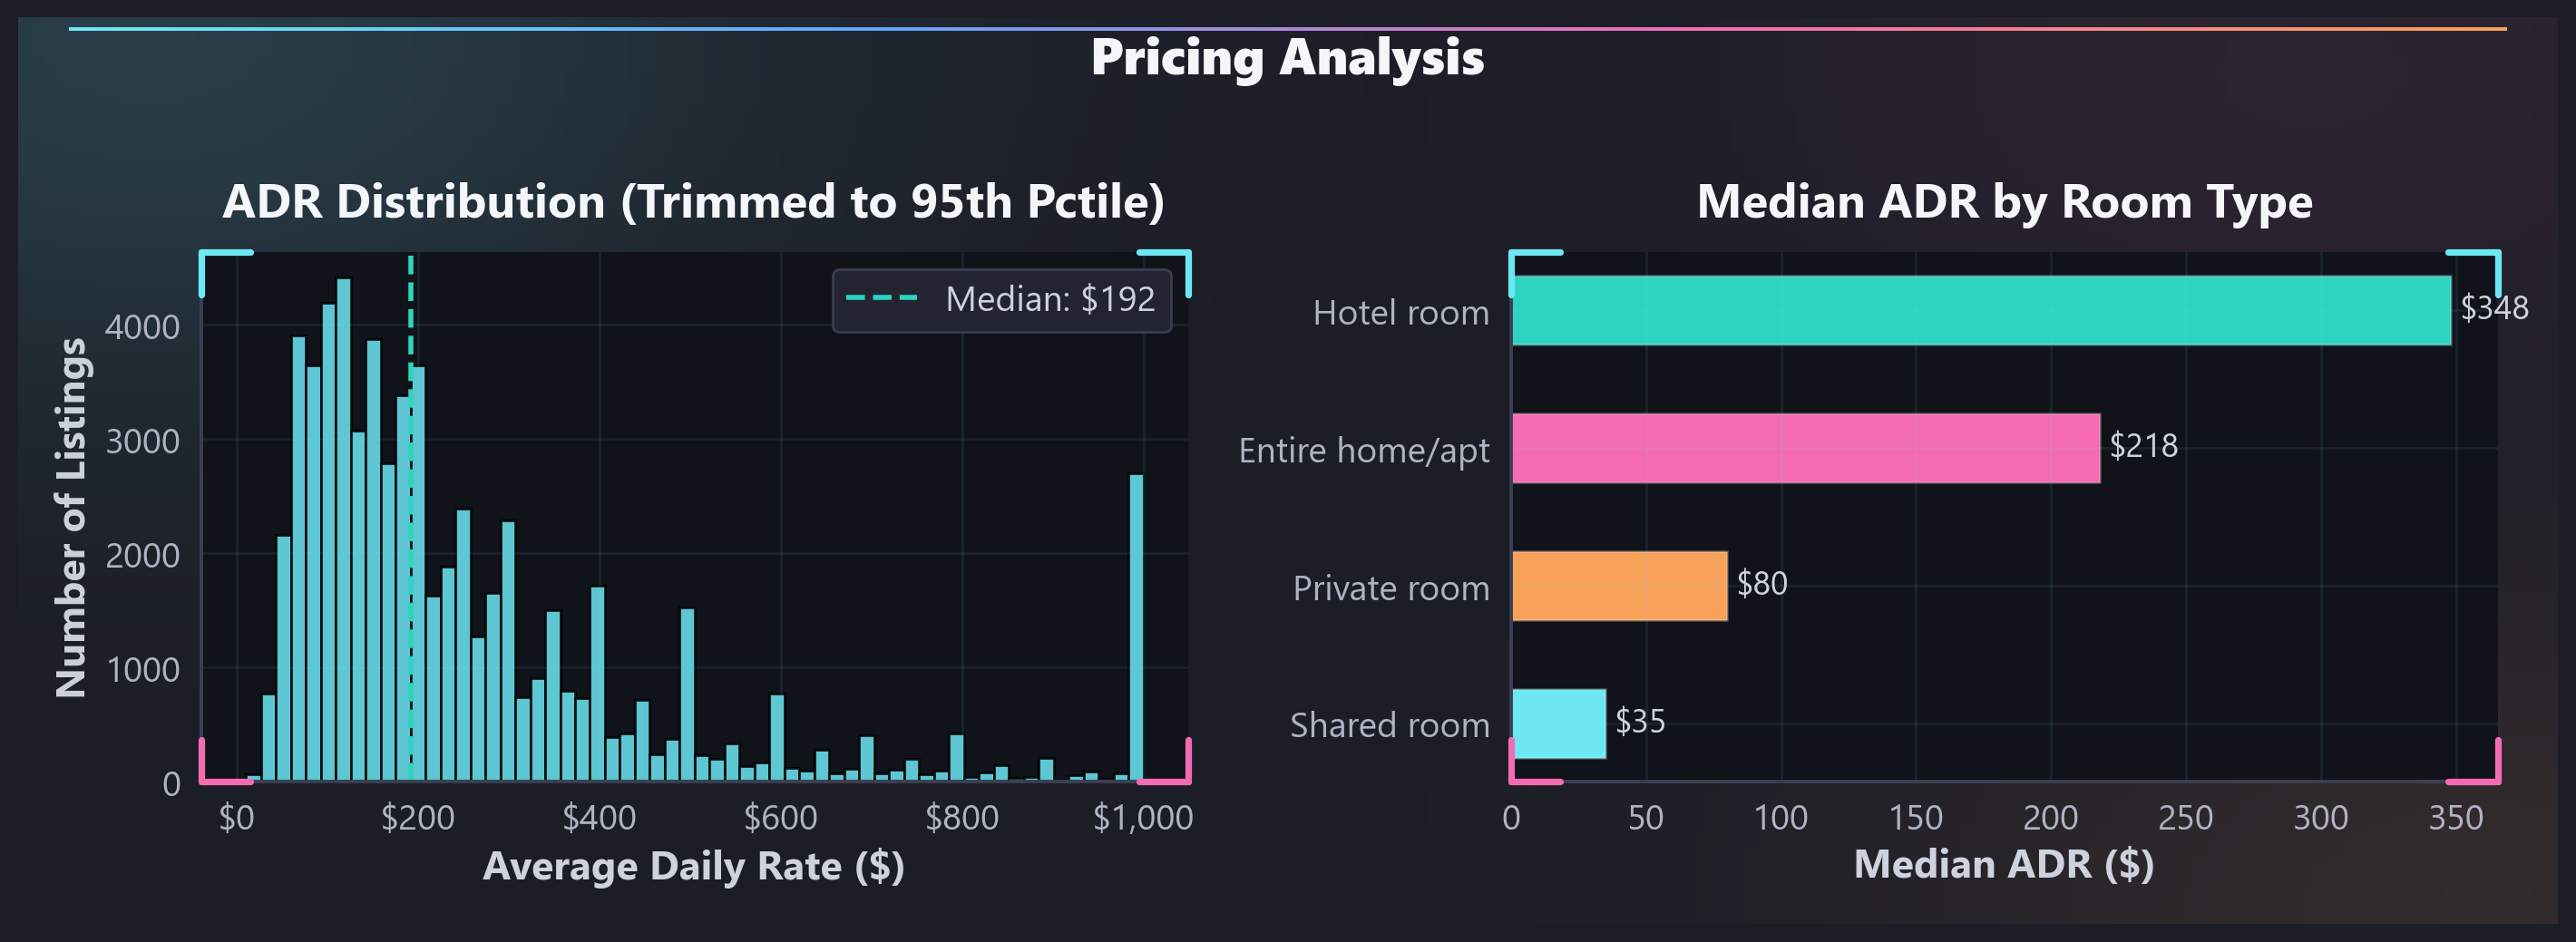 Pricing Analysis
ADR Distribution (Trimmed to 95th Pctile)
Median: $192
Number of Listings
4000
3000
2000
1000
0
$0 $200 $400 $600 $800 $1,000
Average Daily Rate ($)
Median ADR by Room Type
Hotel room $348
Entire home/apt $218
Private room $80
Shared room $35
0 50 100 150 200 250 300 350
Median ADR ($)